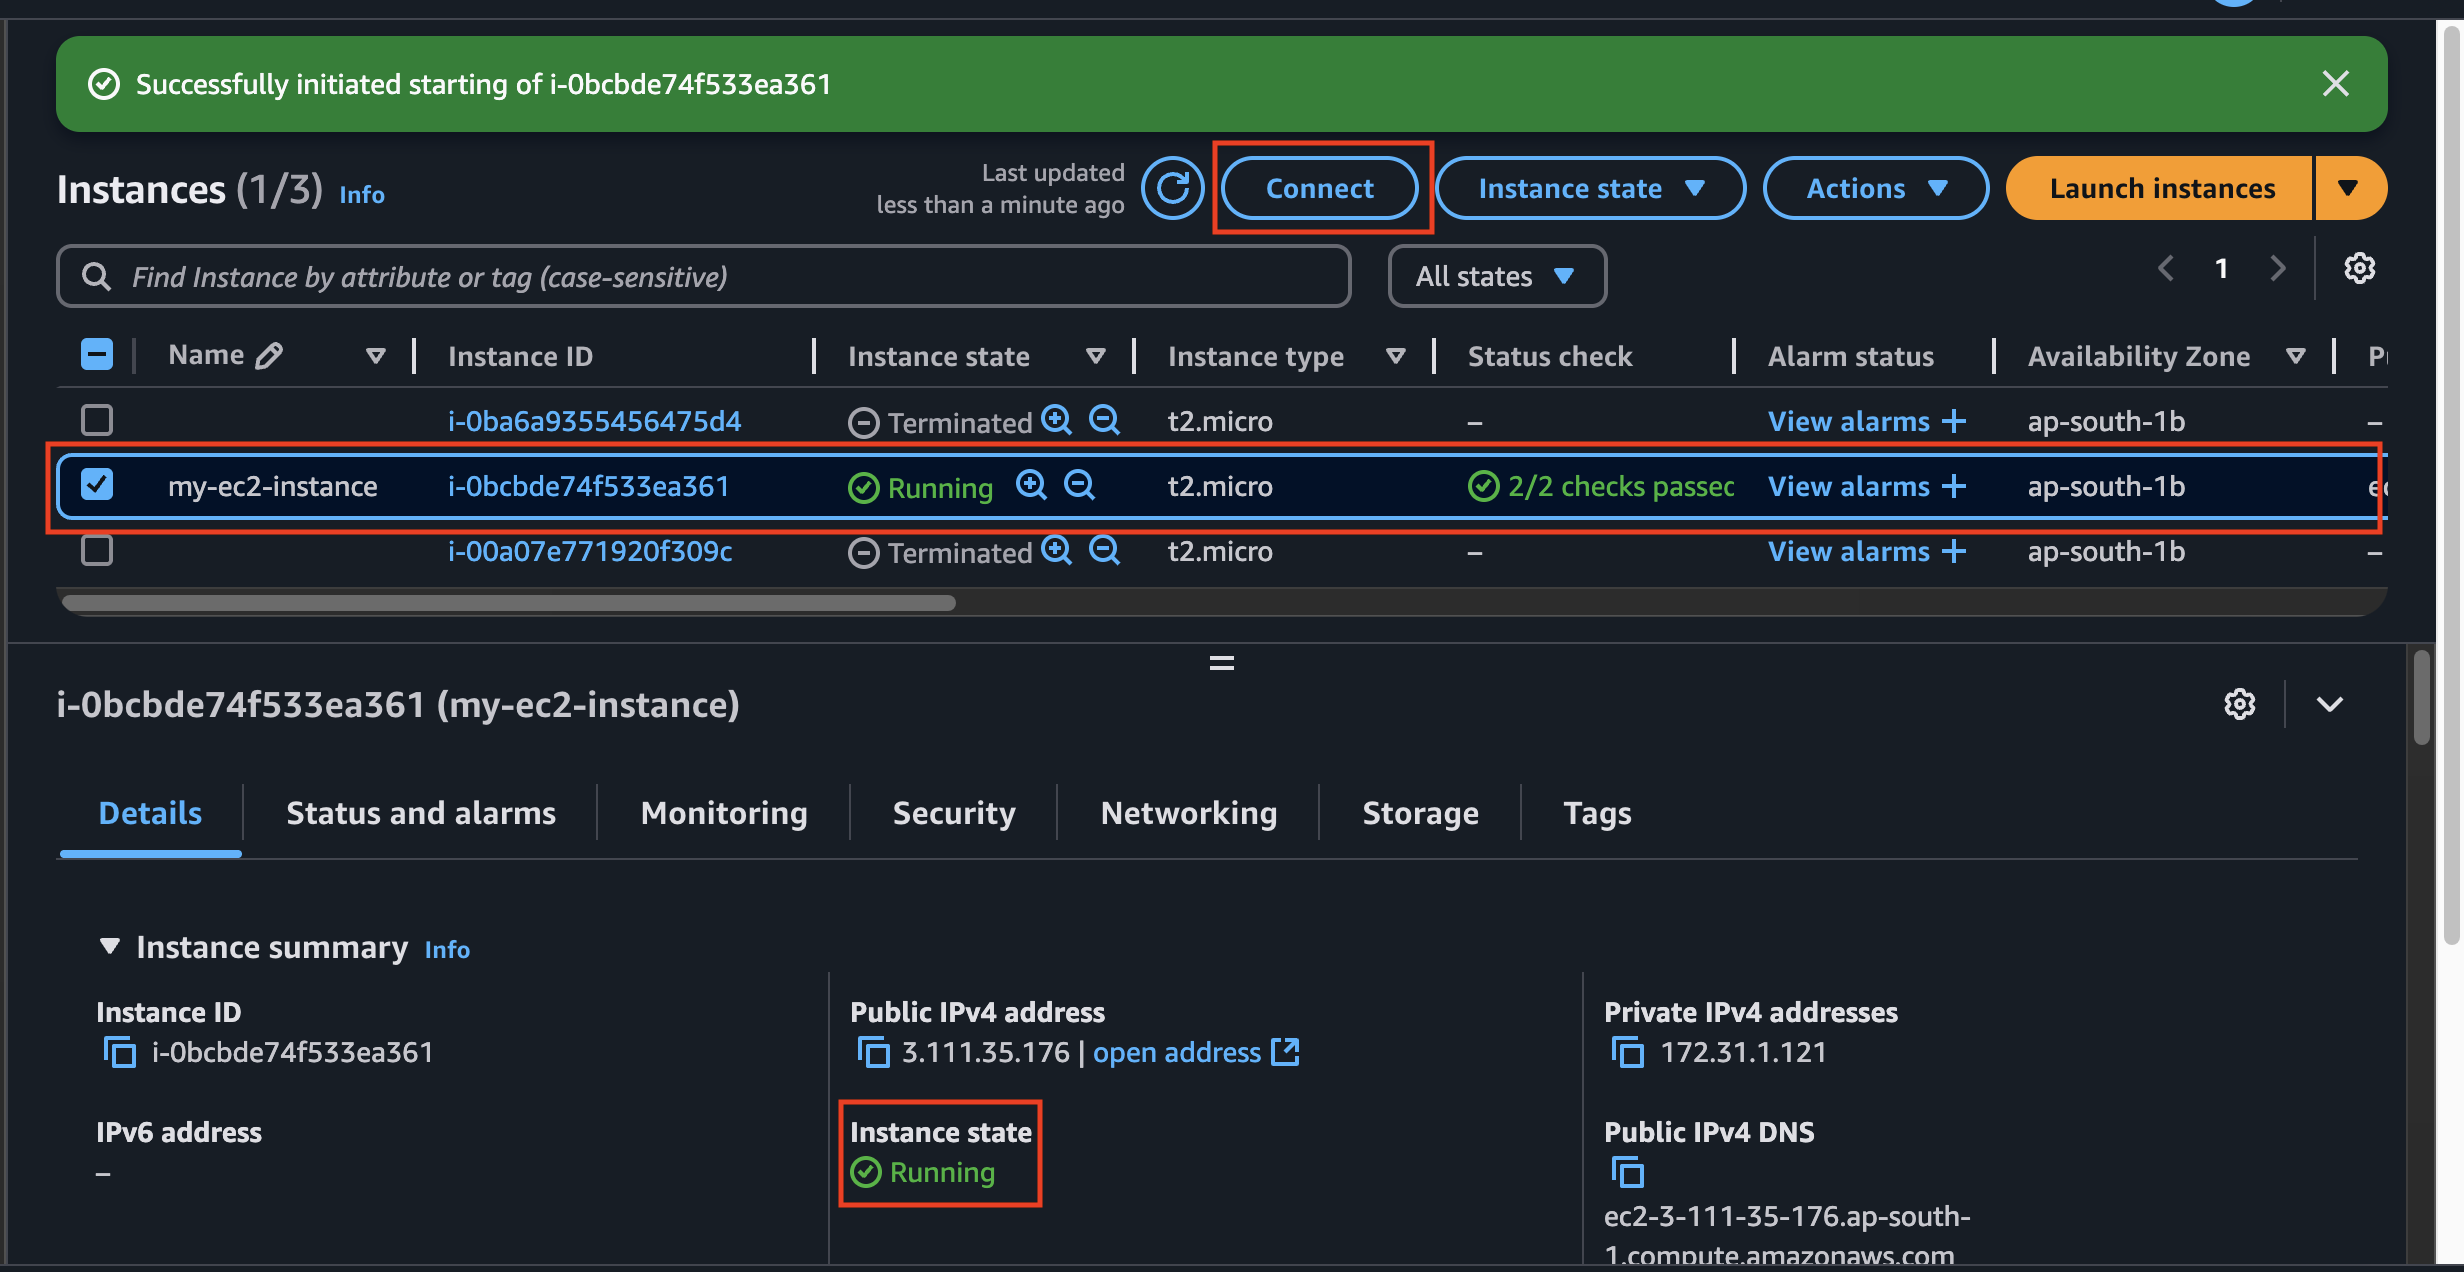 Successfully initiated starting of i-0bcbde74f533ea361
Instances (1/3) Info
Last updated
less than a minute ago
Connect
Instance state
Actions
Launch instances
Find Instance by attribute or tag (case-sensitive)
All states
1
Name Instance ID Instance state Instance type Status check Alarm status Availability Zone
i-0ba6a9355456475d4 Terminated t2.micro – View alarms + ap-south-1b –
my-ec2-instance i-0bcbde74f533ea361 Running t2.micro 2/2 checks passed View alarms + ap-south-1b
i-00a07e771920f309c Terminated t2.micro – View alarms + ap-south-1b –
i-0bcbde74f533ea361 (my-ec2-instance)
Details Status and alarms Monitoring Security Networking Storage Tags
Instance summary Info
Instance ID
i-0bcbde74f533ea361
Public IPv4 address
3.111.35.176 | open address
Private IPv4 addresses
172.31.1.121
IPv6 address
–
Instance state
Running
Public IPv4 DNS
ec2-3-111-35-176.ap-south-
1.compute.amazonaws.com